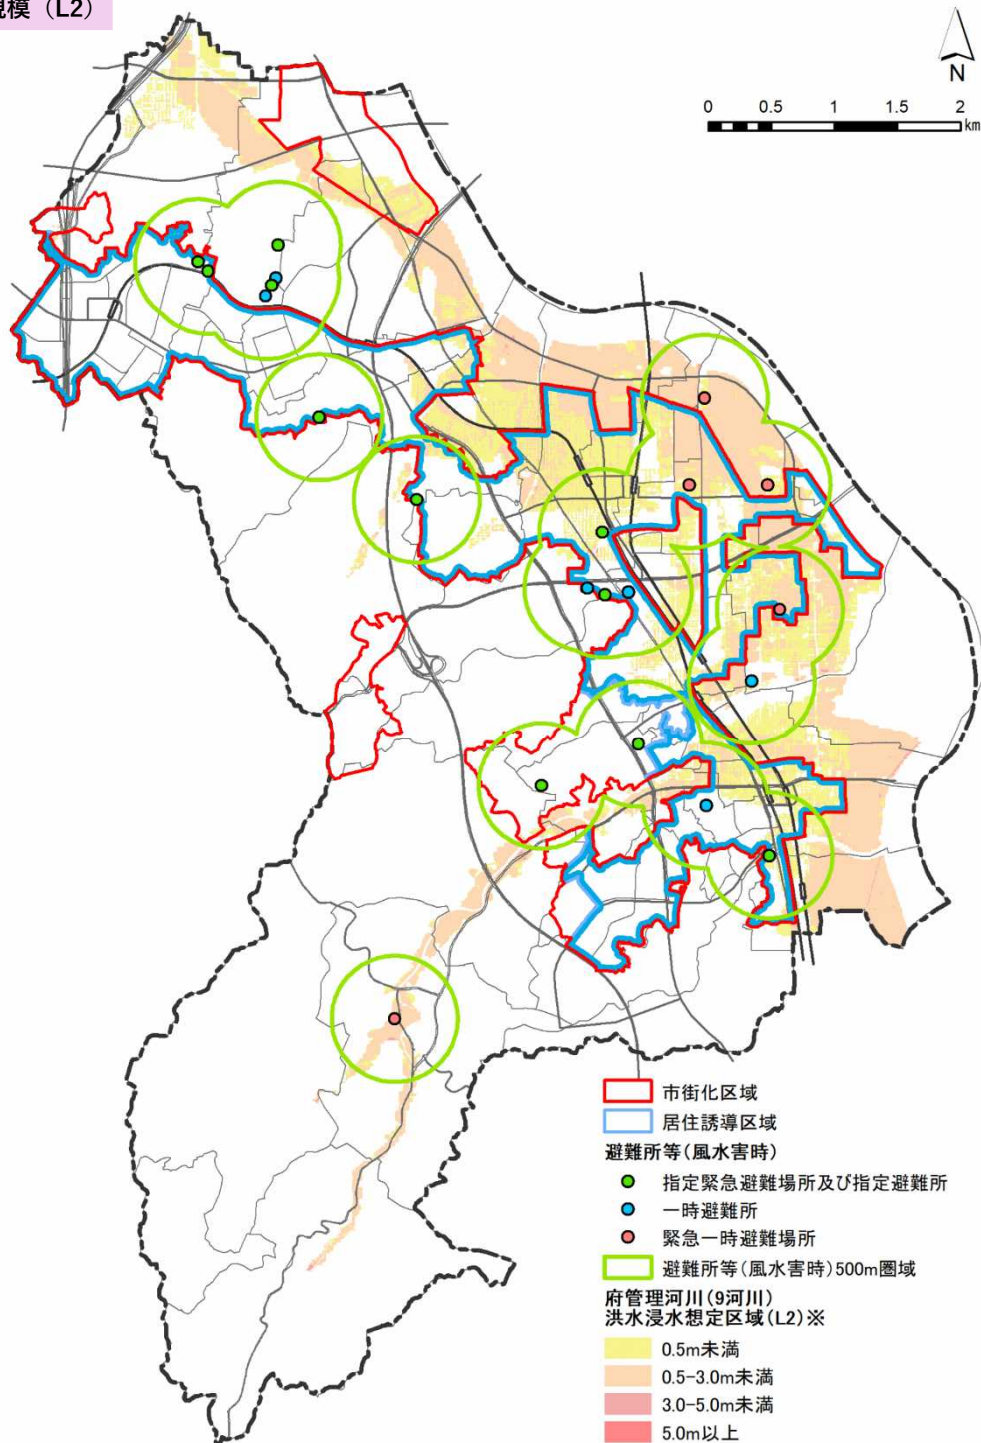 規模（L2）
N
0 0.5 1 1.5 2
km
市街化区域
居住誘導区域
避難所等(風水害時)
指定緊急避難場所及び指定避難所
一時避難所
緊急一時避難場所
避難所等(風水害時)500m圏域
府管理河川(9河川)
洪水浸水想定区域(L2)※
0.5m未満
0.5-3.0m未満
3.0-5.0m未満
5.0m以上